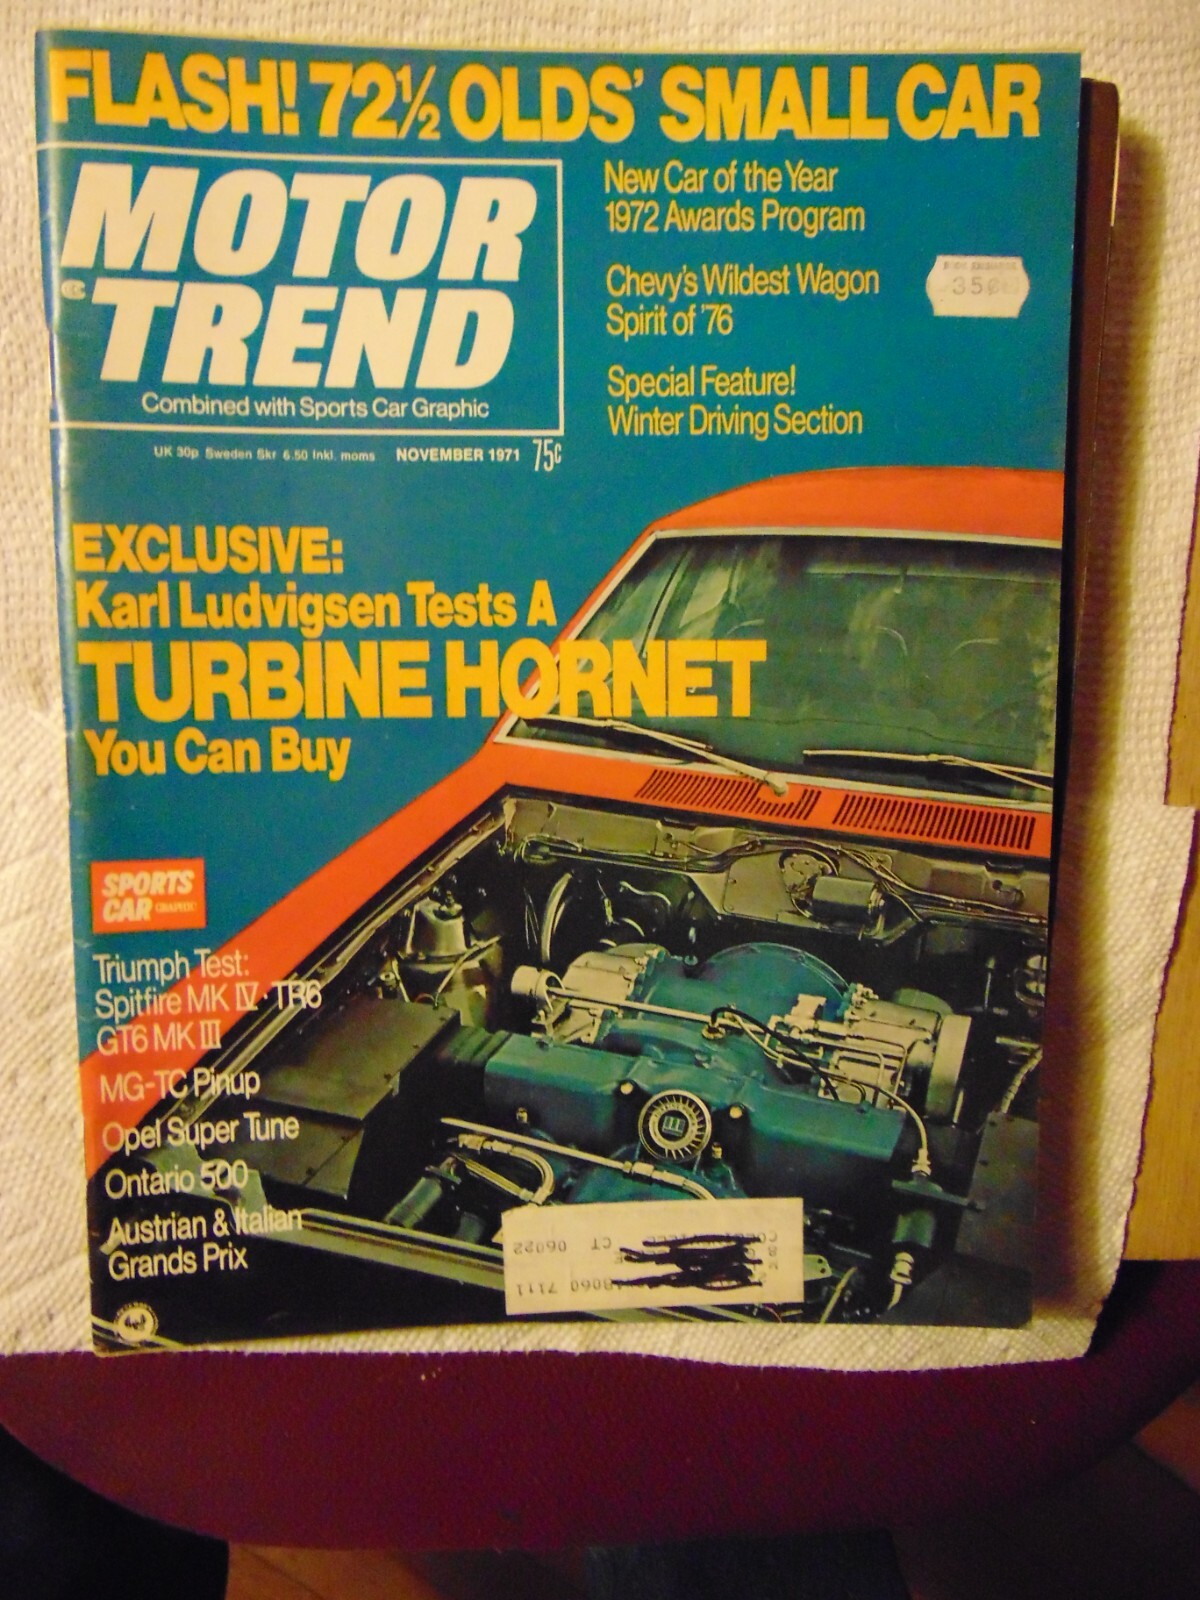 FLASH! 72½ OLDS' SMALL CAR
MOTOR
TREND
Combined with Sports Car Graphic
UK 30p Sweden Skr 6.50 Inkl. moms NOVEMBER 1971 75¢
New Car of the Year
1972 Awards Program
Chevy's Wildest Wagon
Spirit of '76
Special Feature!
Winter Driving Section
35¢
EXCLUSIVE:
Karl Ludvigsen Tests A
TURBINE HORNET
You Can Buy
SPORTS
CAR GRAPHIC
Triumph Test:
Spitfire MK IV · TR6
GT6 MK III
MG-TC Pinup
Opel Super Tune
Ontario 500
Austrian & Italian
Grands Prix
8060 7111
CT 06022